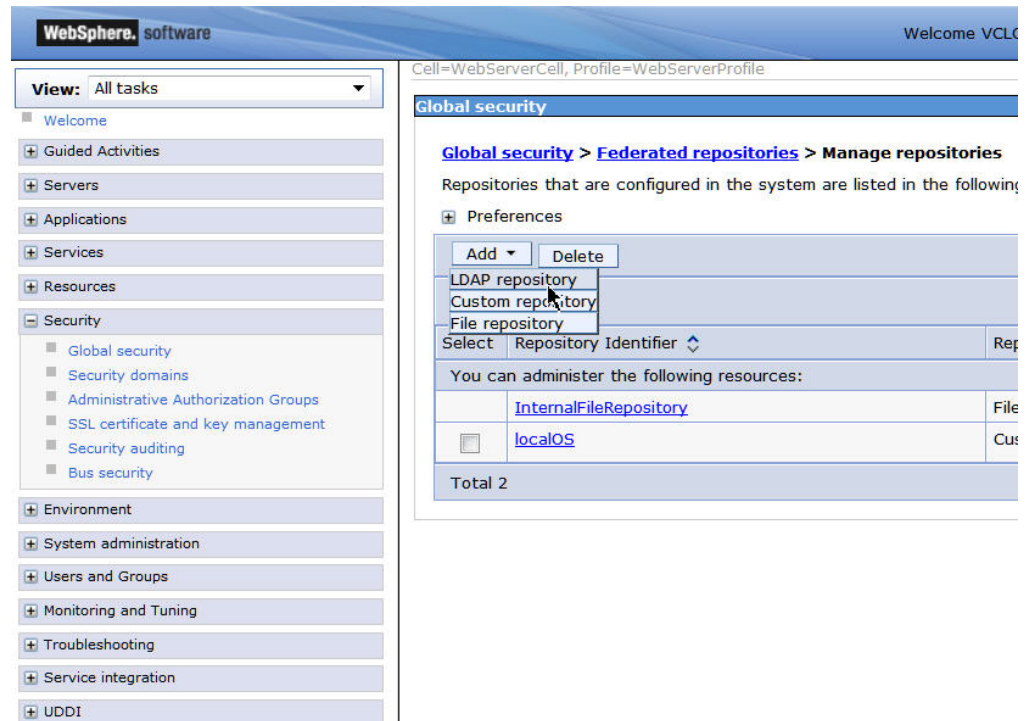 WebSphere. software
Welcome VCLO
View: All tasks
Welcome
Guided Activities
Servers
Applications
Services
Resources
Security
Global security
Security domains
Administrative Authorization Groups
SSL certificate and key management
Security auditing
Bus security
Environment
System administration
Users and Groups
Monitoring and Tuning
Troubleshooting
Service integration
UDDI
Cell=WebServerCell, Profile=WebServerProfile
Global security
Global security > Federated repositories > Manage repositories
Repositories that are configured in the system are listed in the following
Preferences
Add Delete
LDAP repository
Custom repository
File repository
Select Repository Identifier Rep
You can administer the following resources:
InternalFileRepository File
localOS Cus
Total 2